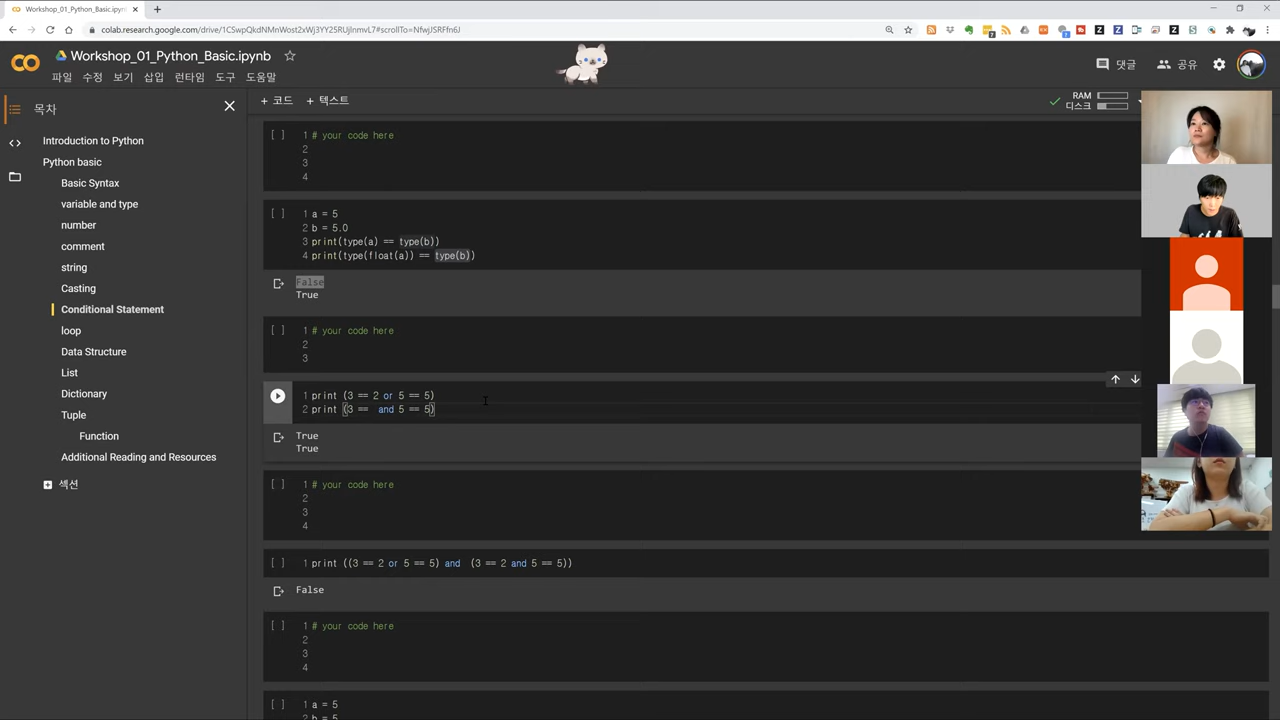 Workshop_01_Python_Basic.ipynb
colab.research.google.com/drive/1CSwpQkdNMnWost2xWj3YY25RUjlnmvL7#scrollTo=NfwjJ5RFfn6J
Workshop_01_Python_Basic.ipynb
파일 수정 보기 삽입 런타임 도구 도움말
댓글 공유
목차
+ 코드 + 텍스트
RAM
디스크
Introduction to Python
Python basic
Basic Syntax
variable and type
number
comment
string
Casting
Conditional Statement
loop
Data Structure
List
Dictionary
Tuple
Function
Additional Reading and Resources
섹션
[ ] 1 # your code here
2
3
4
[ ] 1 a = 5
2 b = 5.0
3 print(type(a) == type(b))
4 print(type(float(a)) == type(b))
False
True
[ ] 1 # your code here
2
3
1 print (3 == 2 or 5 == 5)
2 print (3 ==  and 5 == 5)
True
True
[ ] 1 # your code here
2
3
4
[ ] 1 print ((3 == 2 or 5 == 5) and  (3 == 2 and 5 == 5))
False
[ ] 1 # your code here
2
3
4
[ ] 1 a = 5
2 b = 5